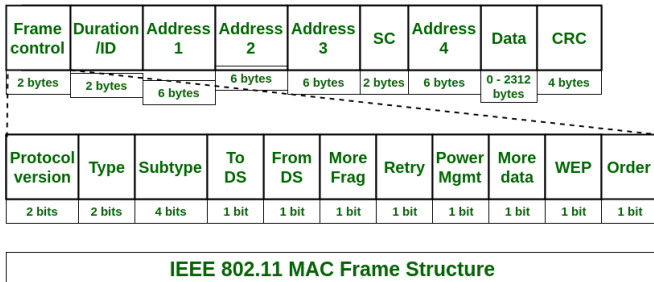 Frame control
Duration /ID
Address 1
Address 2
Address 3
SC
Address 4
Data
CRC
2 bytes
2 bytes
6 bytes
6 bytes
6 bytes
2 bytes
6 bytes
0 - 2312 bytes
4 bytes
Protocol version
Type
Subtype
To DS
From DS
More Frag
Retry
Power Mgmt
More data
WEP
Order
2 bits
2 bits
4 bits
1 bit
1 bit
1 bit
1 bit
1 bit
1 bit
1 bit
1 bit
IEEE 802.11 MAC Frame Structure